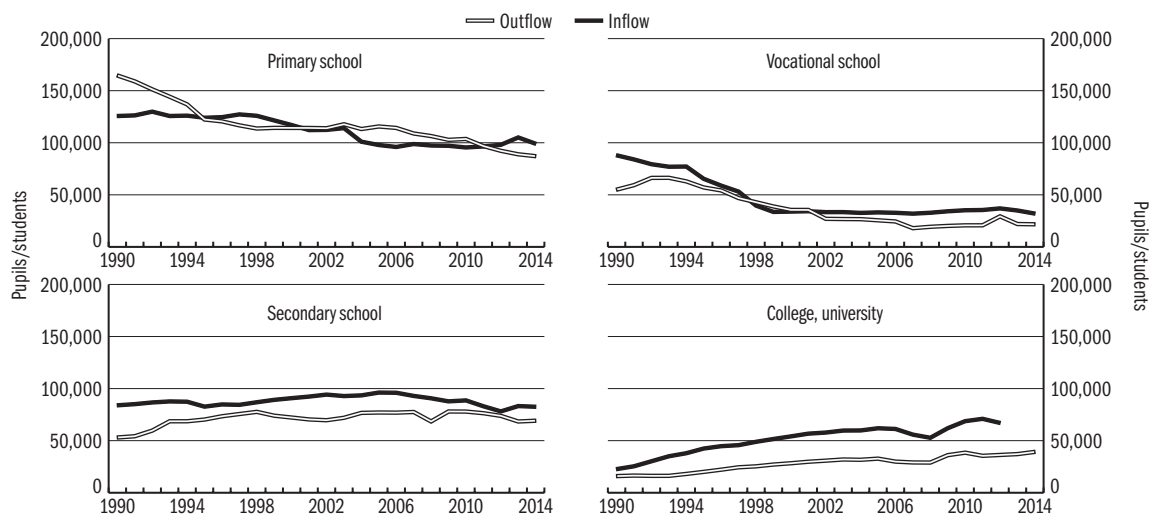 Outflow Inflow
Pupils/students
Primary school
200,000
150,000
100,000
50,000
0
1990 1994 1998 2002 2006 2010 2014
Vocational school
200,000
150,000
100,000
50,000
0
1990 1994 1998 2002 2006 2010 2014
Secondary school
200,000
150,000
100,000
50,000
0
1990 1994 1998 2002 2006 2010 2014
College, university
200,000
150,000
100,000
50,000
0
1990 1994 1998 2002 2006 2010 2014
Pupils/students